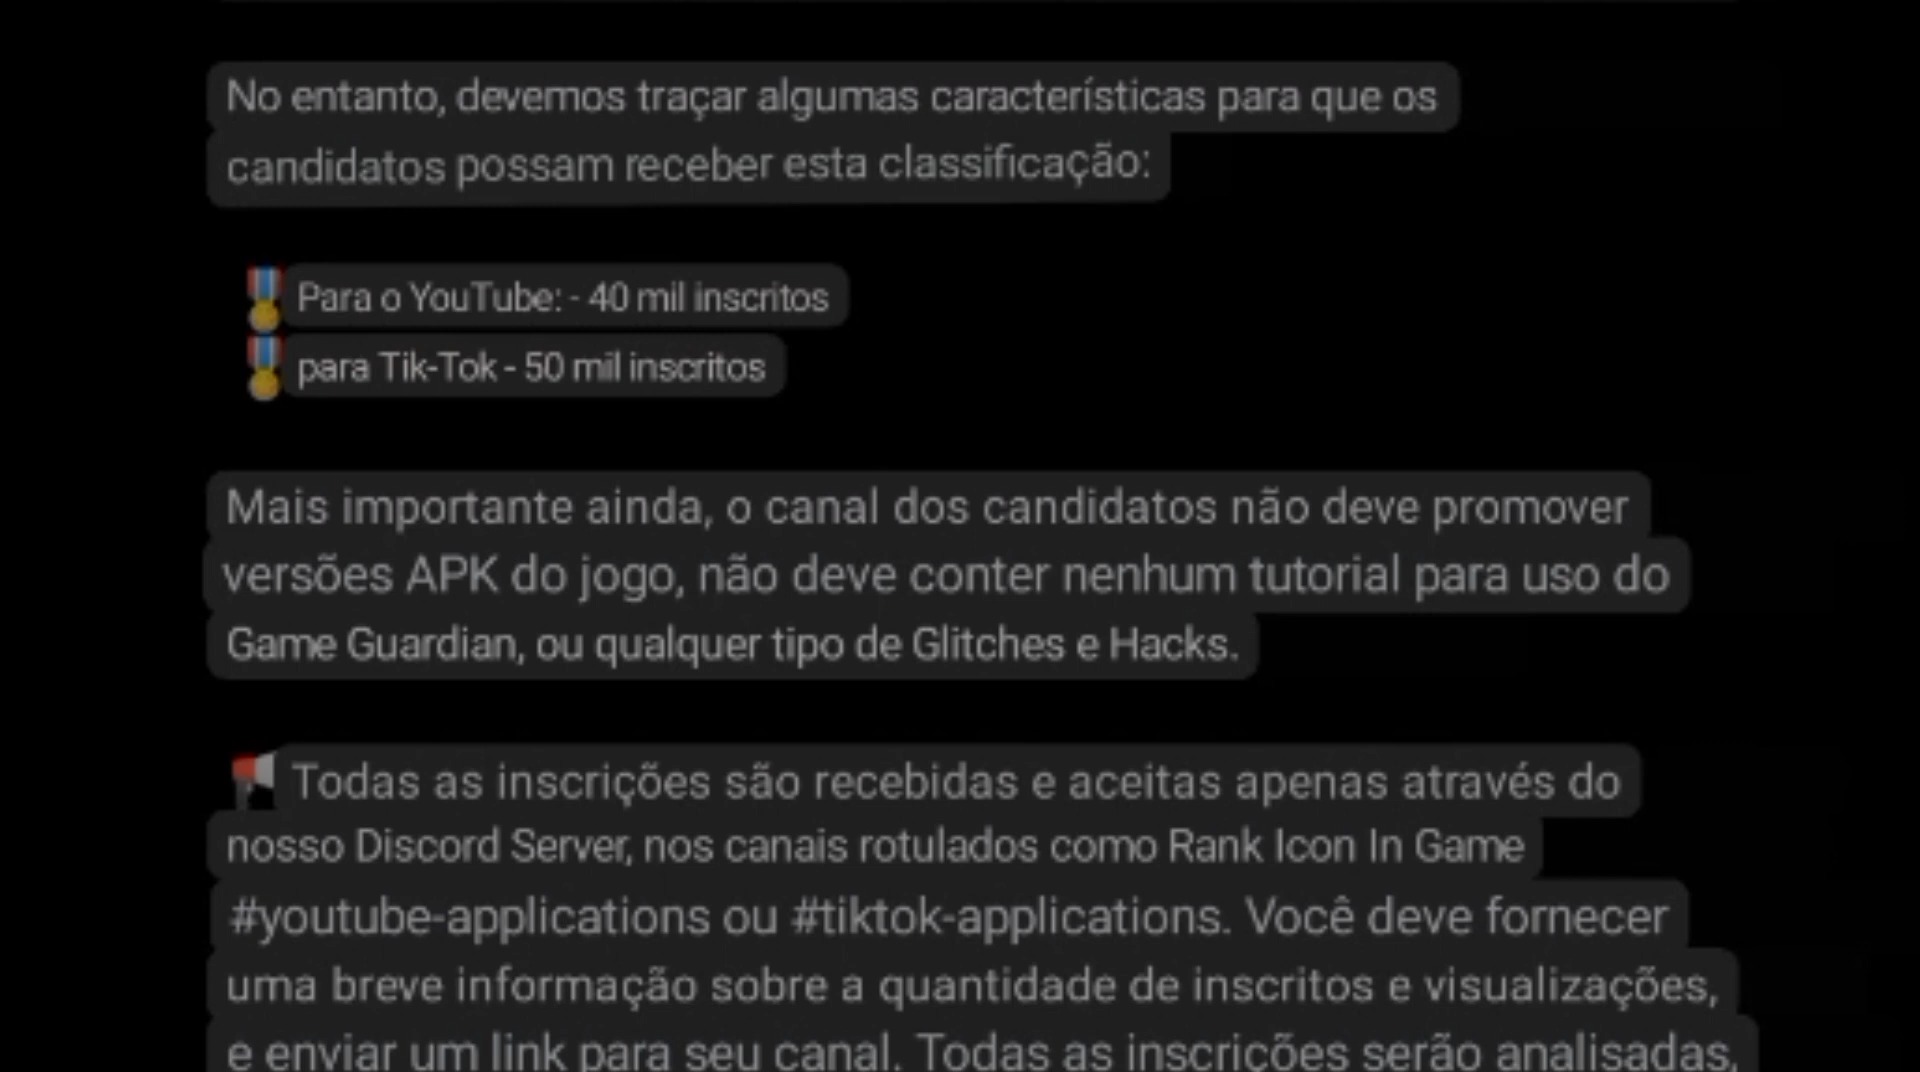 No entanto, devemos traçar algumas características para que os
candidatos possam receber esta classificação:
Para o YouTube: - 40 mil inscritos
para Tik-Tok - 50 mil inscritos
Mais importante ainda, o canal dos candidatos não deve promover
versões APK do jogo, não deve conter nenhum tutorial para uso do
Game Guardian, ou qualquer tipo de Glitches e Hacks.
Todas as inscrições são recebidas e aceitas apenas através do
nosso Discord Server, nos canais rotulados como Rank Icon In Game
#youtube-applications ou #tiktok-applications. Você deve fornecer
uma breve informação sobre a quantidade de inscritos e visualizações,
e enviar um link para seu canal. Todas as inscrições serão analisadas,